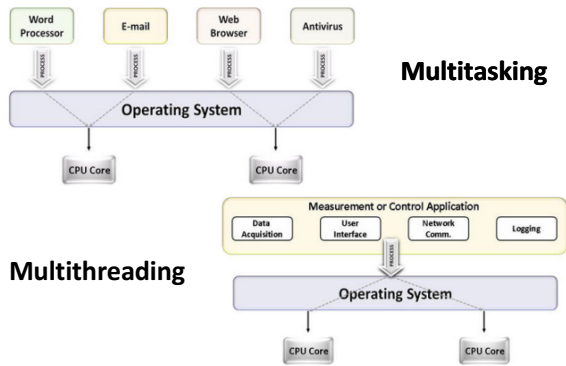 Word
Processor
E-mail
Web
Browser
Antivirus
PROCESS
PROCESS
PROCESS
PROCESS
Multitasking
Operating System
CPU Core
CPU Core
Measurement or Control Application
Data
Acquisition
User
Interface
Network
Comm.
Logging
PROCESS
Multithreading
Operating System
CPU Core
CPU Core